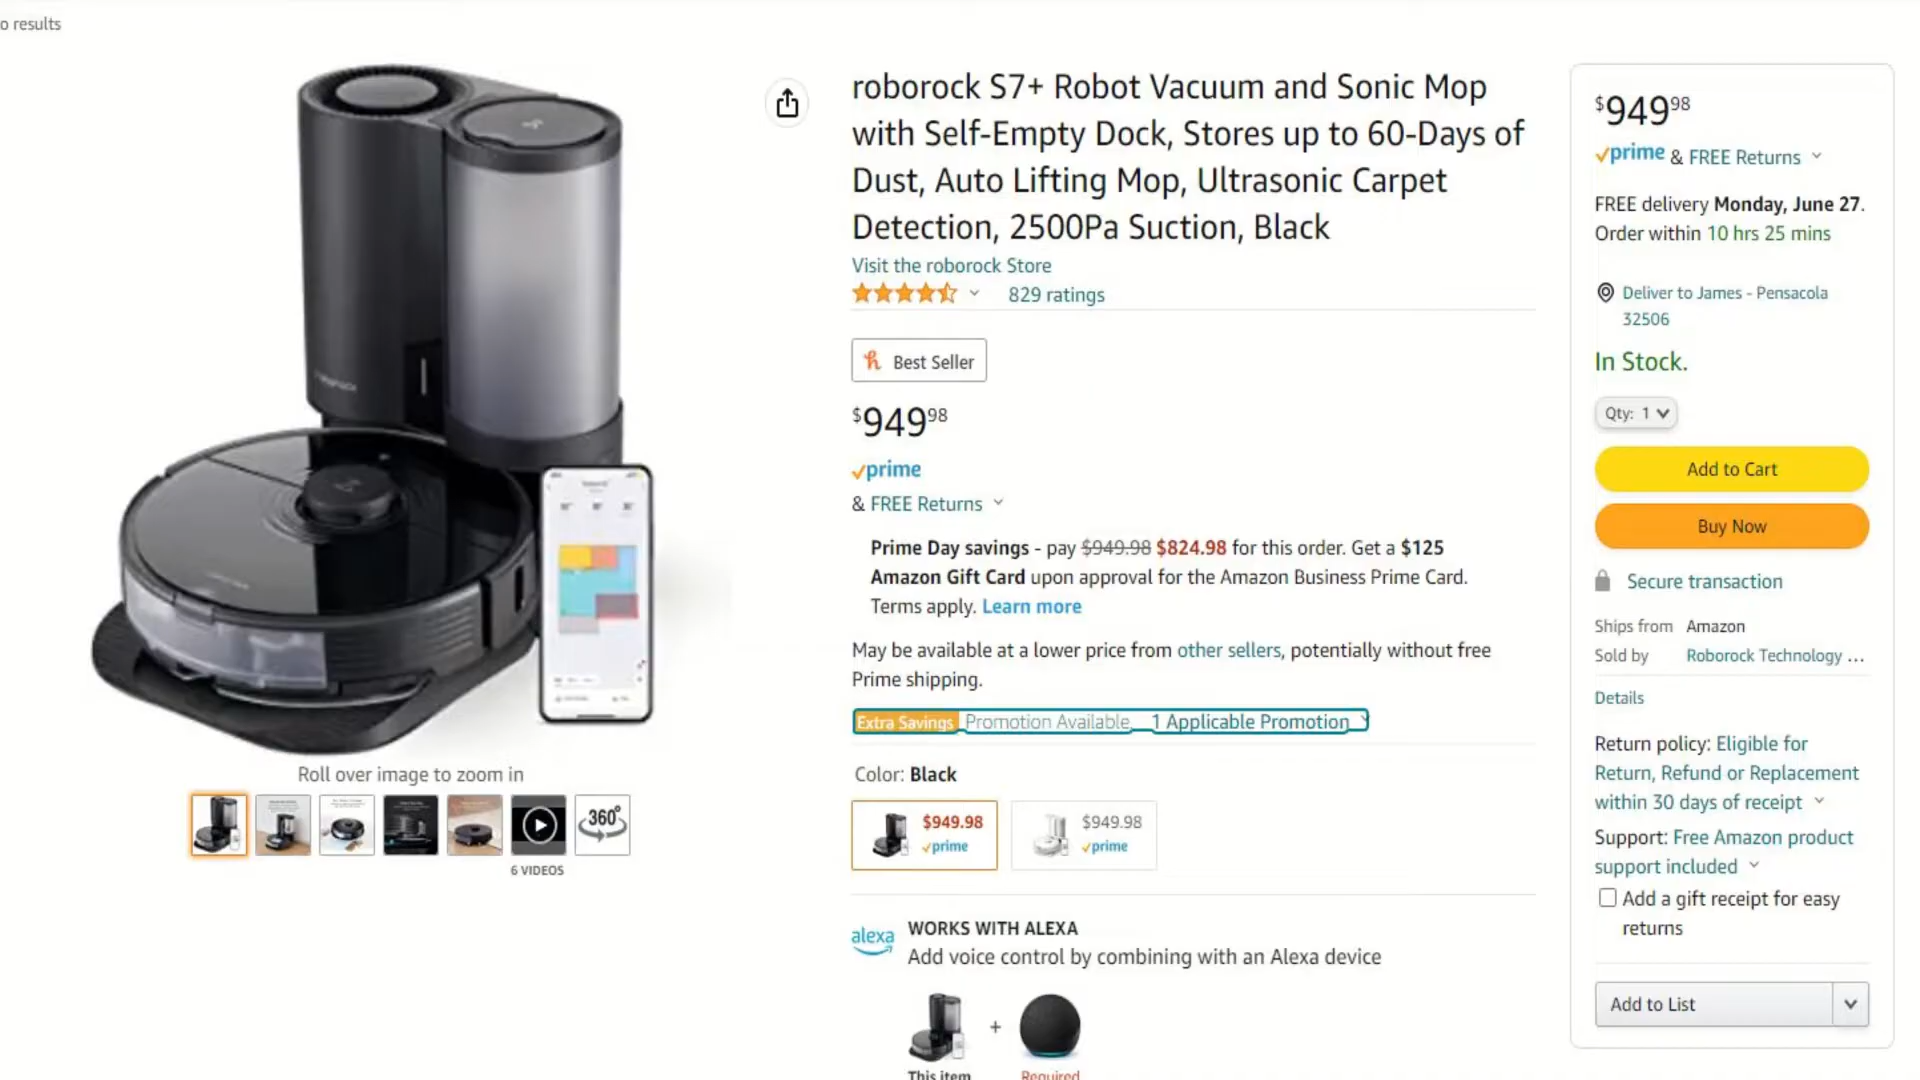 o results
roborock S7+ Robot Vacuum and Sonic Mop
with Self-Empty Dock, Stores up to 60-Days of
Dust, Auto Lifting Mop, Ultrasonic Carpet
Detection, 2500Pa Suction, Black
Visit the roborock Store
829 ratings
Best Seller
$949.98
prime
& FREE Returns
Prime Day savings - pay $949.98 $824.98 for this order. Get a $125
Amazon Gift Card upon approval for the Amazon Business Prime Card.
Terms apply. Learn more
May be available at a lower price from other sellers, potentially without free
Prime shipping.
Extra Savings Promotion Available 1 Applicable Promotion
Color: Black
$949.98
prime
$949.98
prime
alexa
WORKS WITH ALEXA
Add voice control by combining with an Alexa device
+
This item
Required
Roll over image to zoom in
360°
6 VIDEOS
$949.98
prime & FREE Returns
FREE delivery Monday, June 27.
Order within 10 hrs 25 mins
Deliver to James - Pensacola
32506
In Stock.
Qty: 1
Add to Cart
Buy Now
Secure transaction
Ships from Amazon
Sold by Roborock Technology ...
Details
Return policy: Eligible for
Return, Refund or Replacement
within 30 days of receipt
Support: Free Amazon product
support included
Add a gift receipt for easy
returns
Add to List